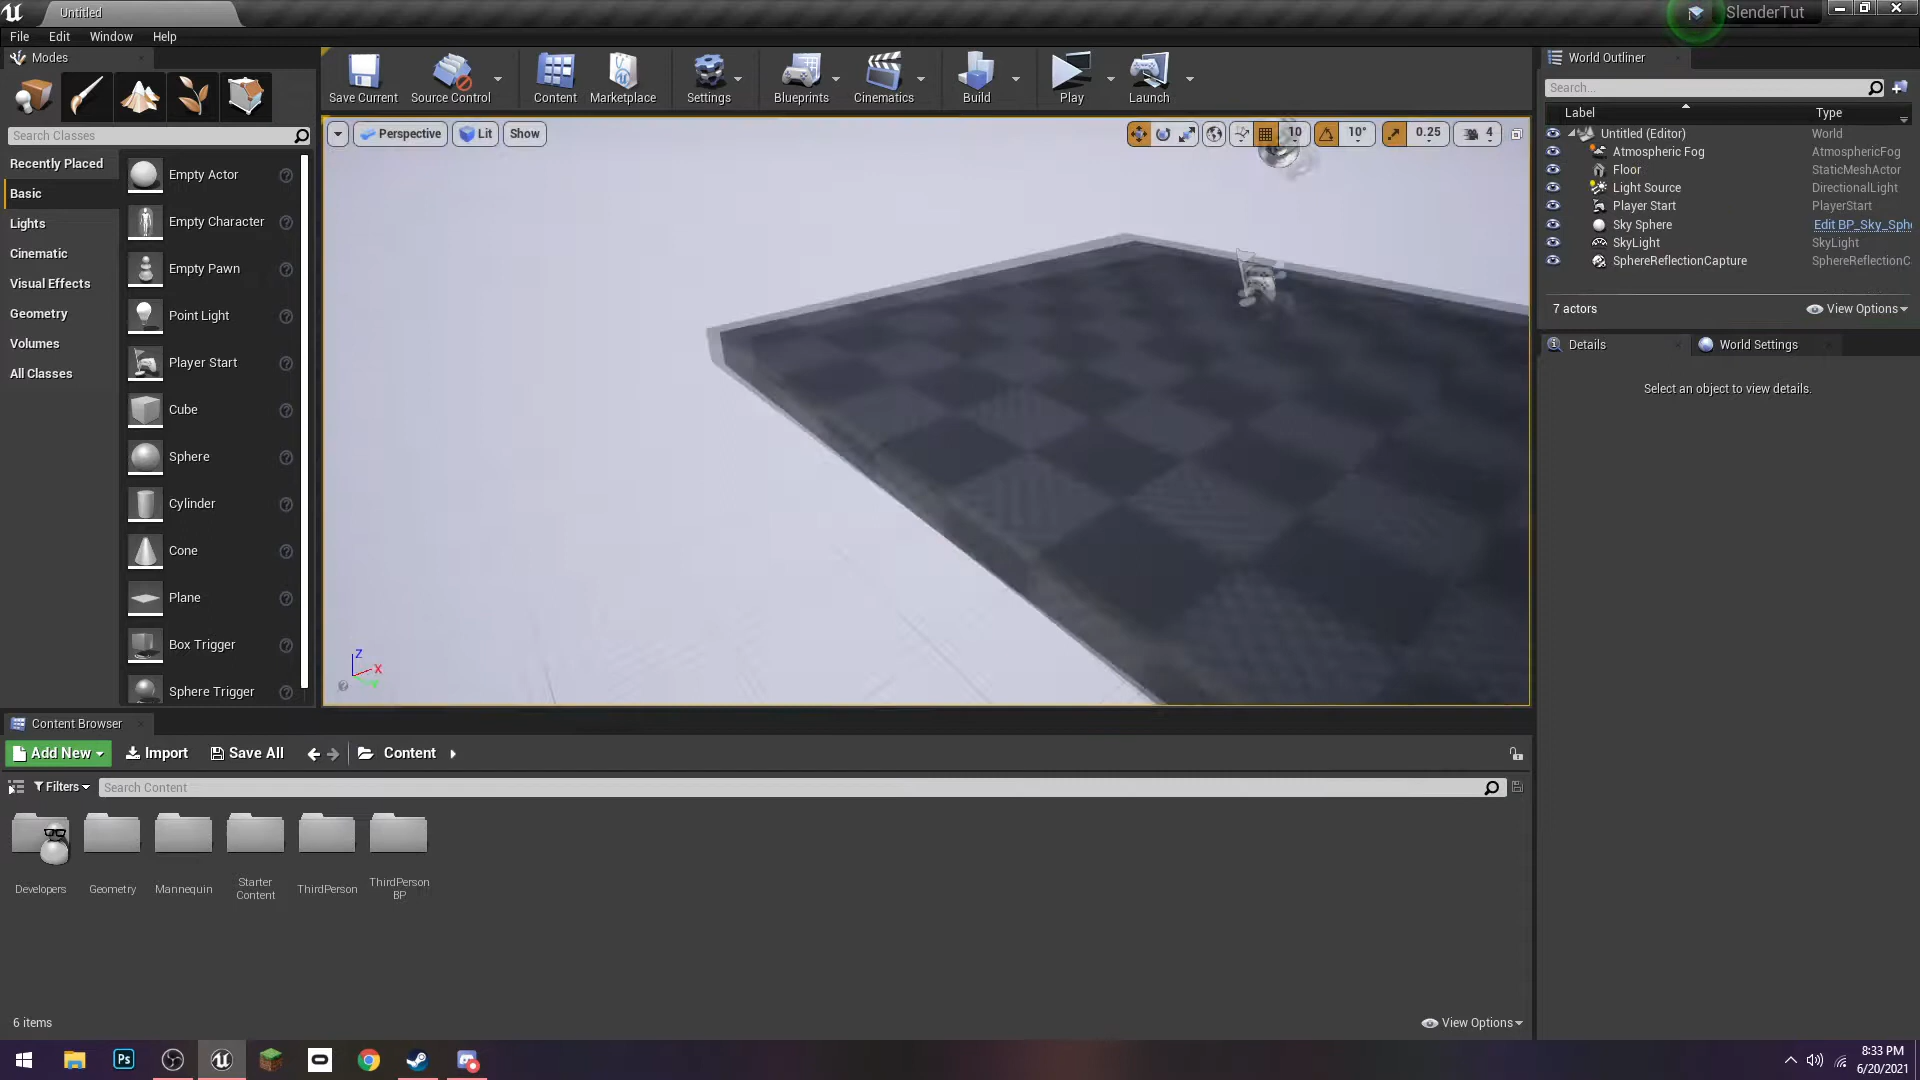 Untitled
SlenderTut
File
Edit
Window
Help
Modes
Search Classes
Recently Placed
Basic
Lights
Cinematic
Visual Effects
Geometry
Volumes
All Classes
Empty Actor
Empty Character
Empty Pawn
Point Light
Player Start
Cube
Sphere
Cylinder
Cone
Plane
Box Trigger
Sphere Trigger
Save Current
Source Control
Content
Marketplace
Settings
Blueprints
Cinematics
Build
Play
Launch
Perspective
Lit
Show
10
10°
0.25
4
Z
X
World Outliner
Search...
Label
Type
Untitled (Editor)
World
Atmospheric Fog
AtmosphericFog
Floor
StaticMeshActor
Light Source
DirectionalLight
Player Start
PlayerStart
Sky Sphere
Edit BP_Sky_Sph
SkyLight
SkyLight
SphereReflectionCapture
SphereReflectionC
7 actors
View Options
Details
World Settings
Select an object to view details.
Content Browser
Add New
Import
Save All
Content
Filters
Search Content
Developers
Geometry
Mannequin
Starter
Content
ThirdPerson
ThirdPerson
BP
6 items
View Options
Ps
8:33 PM
6/20/2021